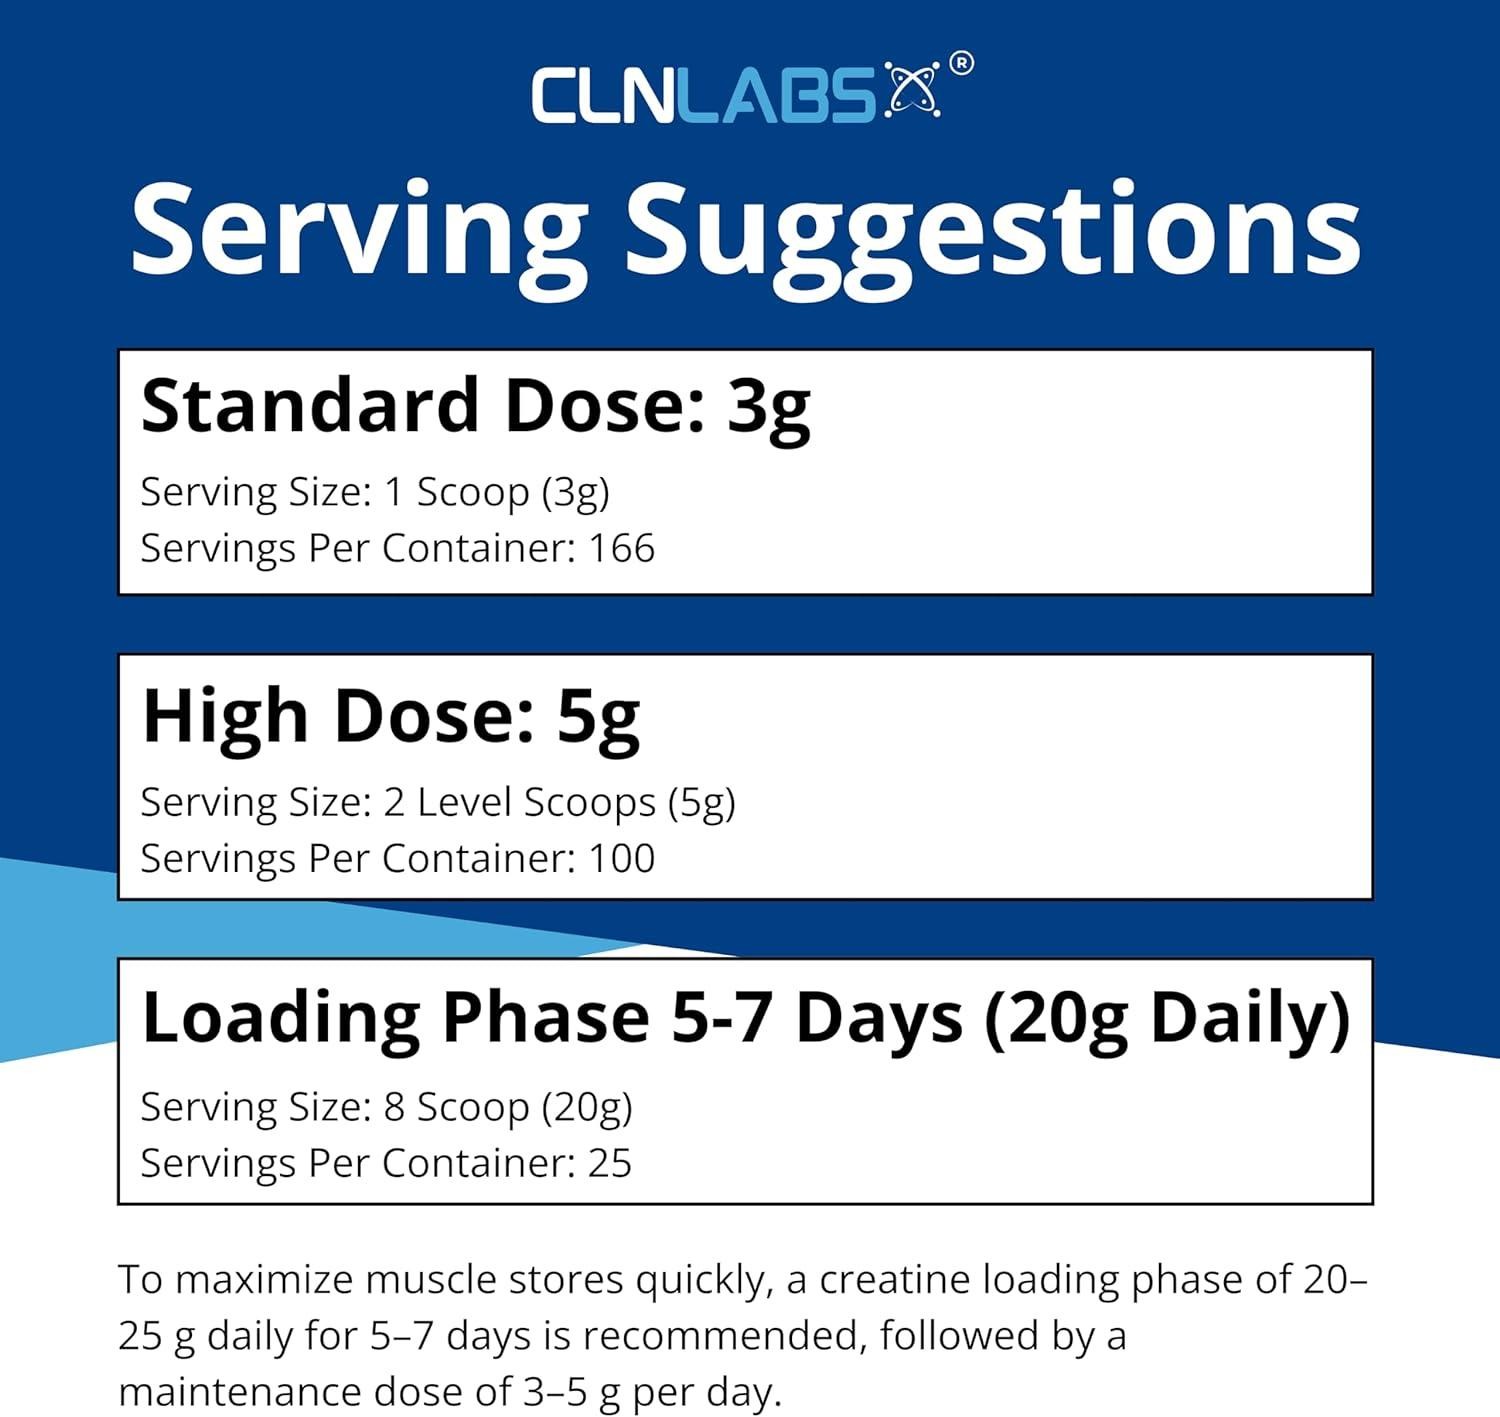 CLNLABS®
Serving Suggestions
Standard Dose: 3g
Serving Size: 1 Scoop (3g)
Servings Per Container: 166
High Dose: 5g
Serving Size: 2 Level Scoops (5g)
Servings Per Container: 100
Loading Phase 5-7 Days (20g Daily)
Serving Size: 8 Scoop (20g)
Servings Per Container: 25
To maximize muscle stores quickly, a creatine loading phase of 20–
25 g daily for 5–7 days is recommended, followed by a
maintenance dose of 3–5 g per day.